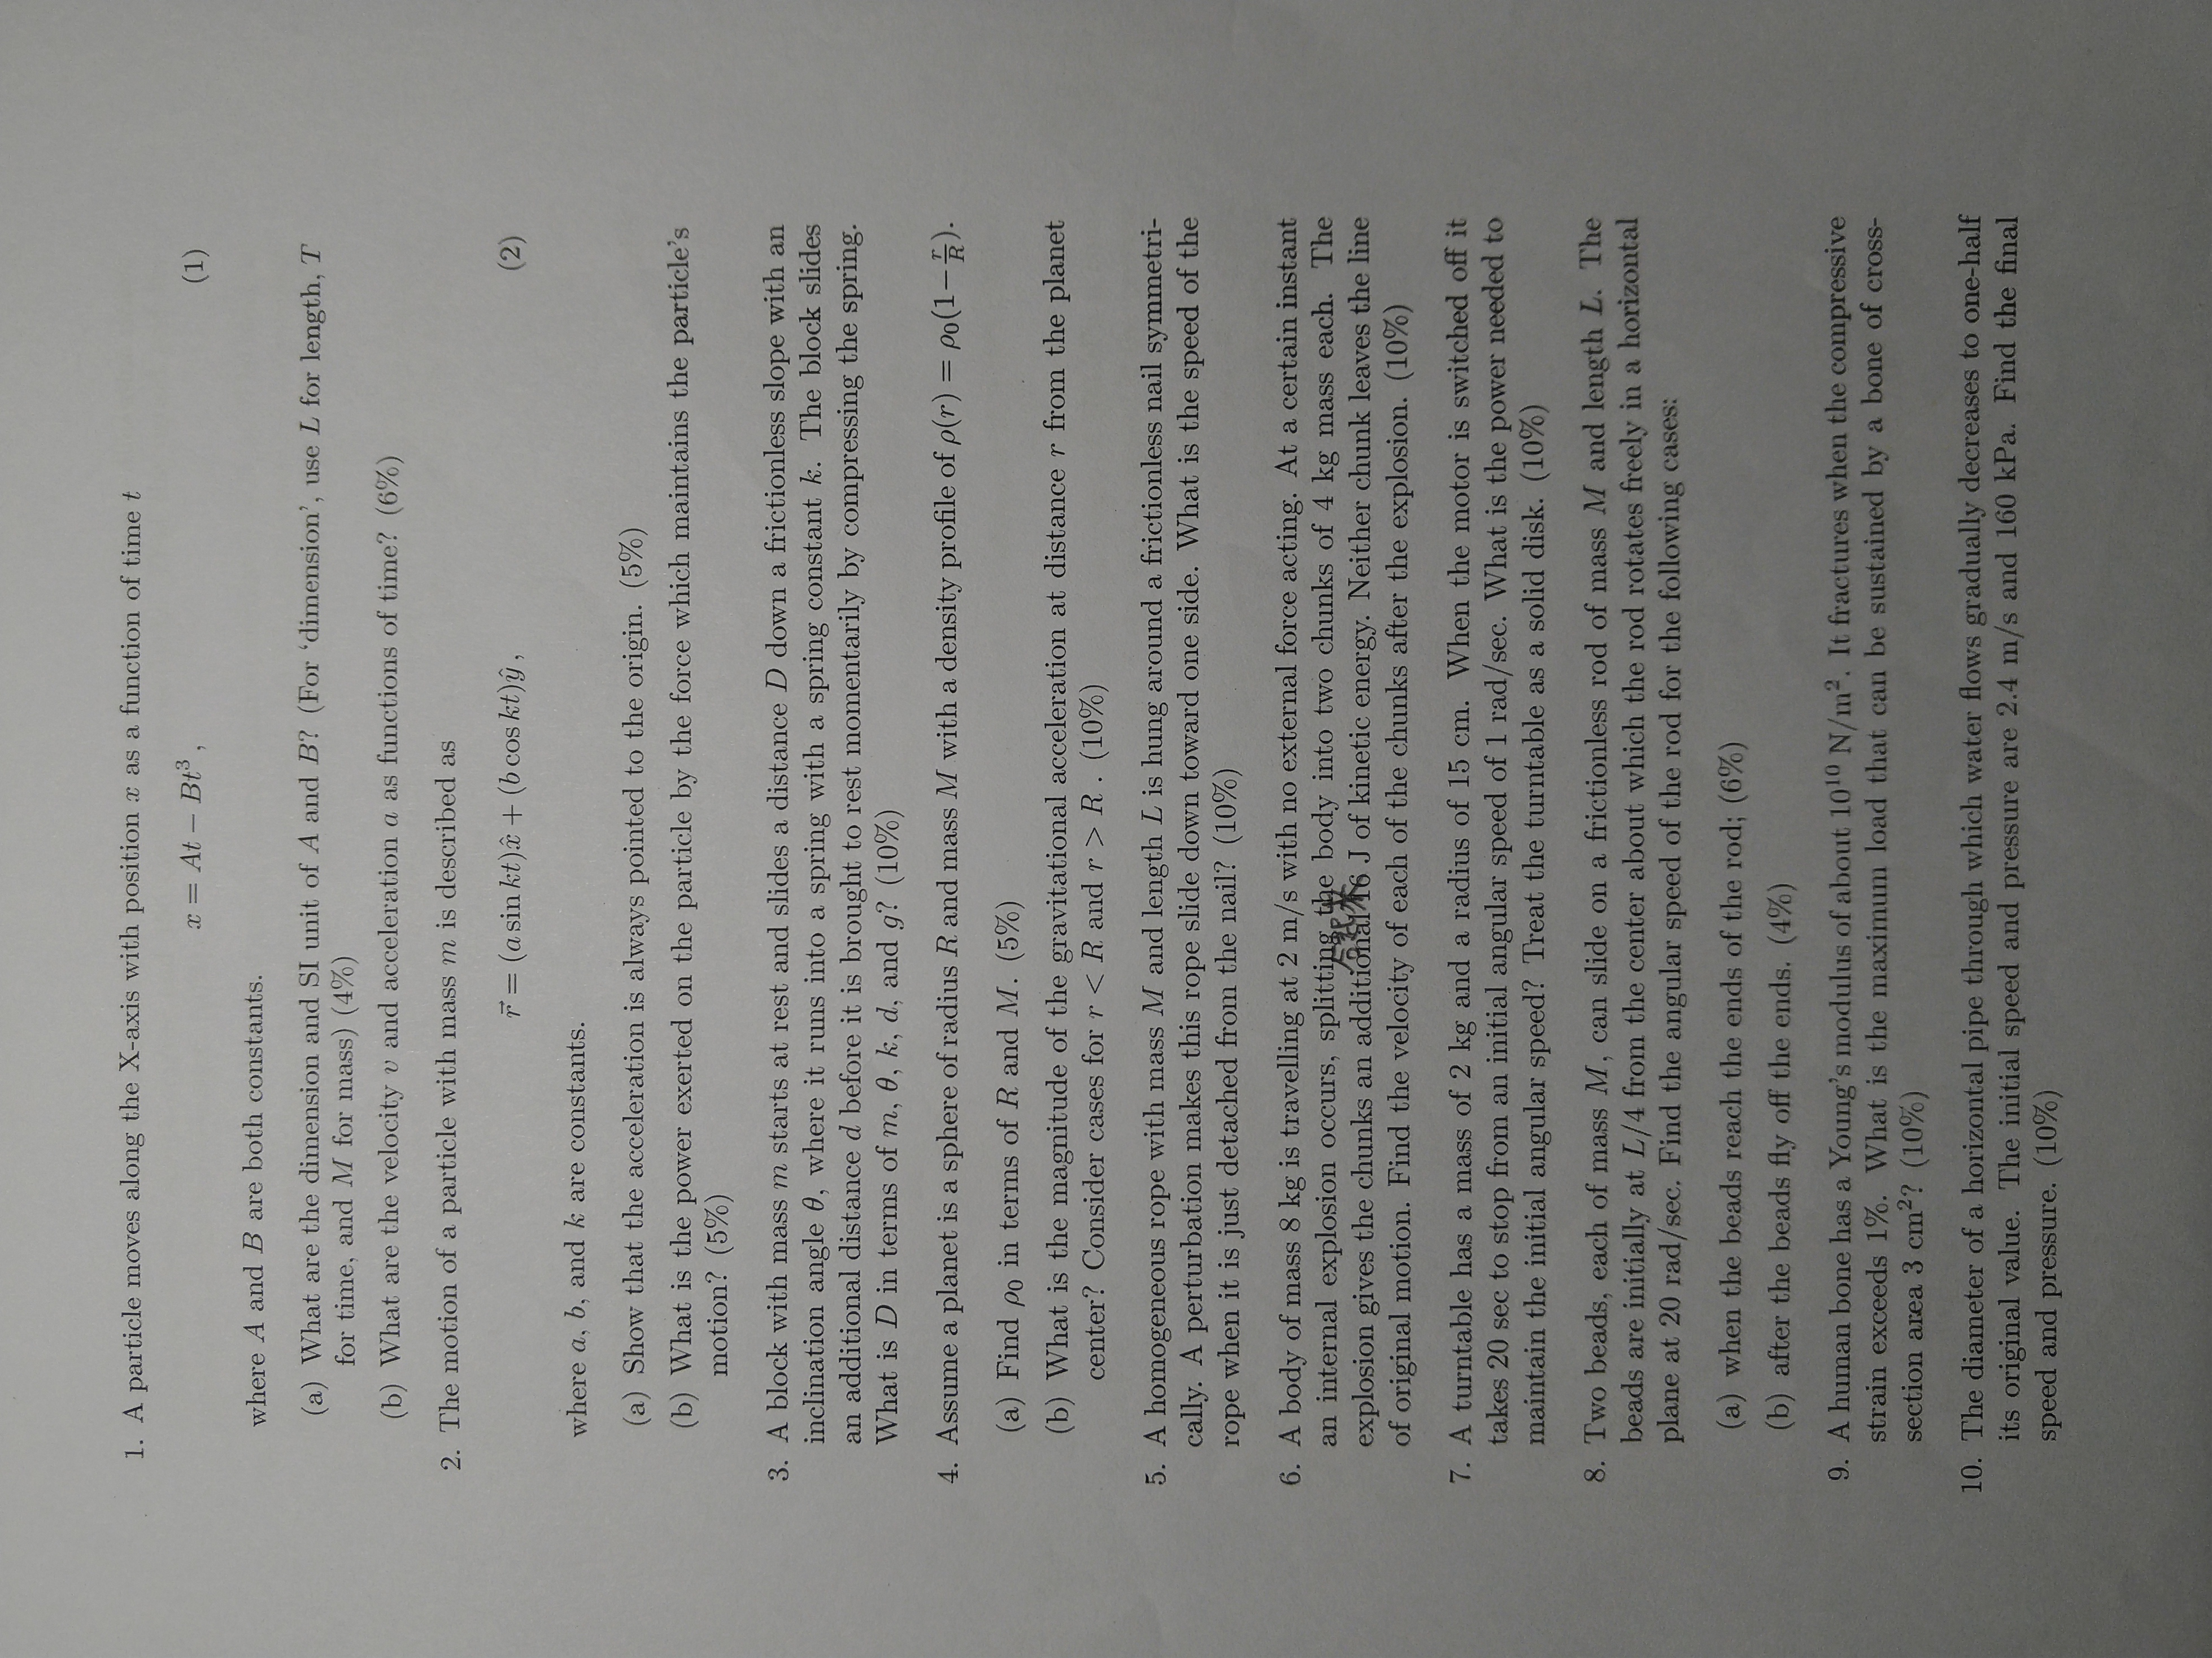 1. A particle moves along the X-axis with position x as a function of time t
x = At − Bt³ , (1)
where A and B are both constants.
(a) What are the dimension and SI unit of A and B? (For ‘dimension’, use L for length, T
for time, and M for mass) (4%)
(b) What are the velocity v and acceleration a as functions of time? (6%)
2. The motion of a particle with mass m is described as
r⃗ = (a sin kt)x̂ + (b cos kt)ŷ , (2)
where a, b, and k are constants.
(a) Show that the acceleration is always pointed to the origin. (5%)
(b) What is the power exerted on the particle by the force which maintains the particle’s
motion? (5%)
3. A block with mass m starts at rest and slides a distance D down a frictionless slope with an
inclination angle θ, where it runs into a spring with a spring constant k. The block slides
an additional distance d before it is brought to rest momentarily by compressing the spring.
What is D in terms of m, θ, k, d, and g? (10%)
4. Assume a planet is a sphere of radius R and mass M with a density profile of ρ(r) = ρ₀(1−r/R).
(a) Find ρ₀ in terms of R and M. (5%)
(b) What is the magnitude of the gravitational acceleration at distance r from the planet
center? Consider cases for r < R and r > R . (10%)
5. A homogeneous rope with mass M and length L is hung around a frictionless nail symmetri-
cally. A perturbation makes this rope slide down toward one side. What is the speed of the
rope when it is just detached from the nail? (10%)
6. A body of mass 8 kg is travelling at 2 m/s with no external force acting. At a certain instant
an internal explosion occurs, splitting the body into two chunks of 4 kg mass each. The
explosion gives the chunks an additional 16 J of kinetic energy. Neither chunk leaves the line
of original motion. Find the velocity of each of the chunks after the explosion. (10%)
7. A turntable has a mass of 2 kg and a radius of 15 cm. When the motor is switched off it
takes 20 sec to stop from an initial angular speed of 1 rad/sec. What is the power needed to
maintain the initial angular speed? Treat the turntable as a solid disk. (10%)
8. Two beads, each of mass M, can slide on a frictionless rod of mass M and length L. The
beads are initially at L/4 from the center about which the rod rotates freely in a horizontal
plane at 20 rad/sec. Find the angular speed of the rod for the following cases:
(a) when the beads reach the ends of the rod; (6%)
(b) after the beads fly off the ends. (4%)
9. A human bone has a Young’s modulus of about 10¹⁰ N/m². It fractures when the compressive
strain exceeds 1%. What is the maximum load that can be sustained by a bone of cross-
section area 3 cm²? (10%)
10. The diameter of a horizontal pipe through which water flows gradually decreases to one-half
its original value. The initial speed and pressure are 2.4 m/s and 160 kPa. Find the final
speed and pressure. (10%)